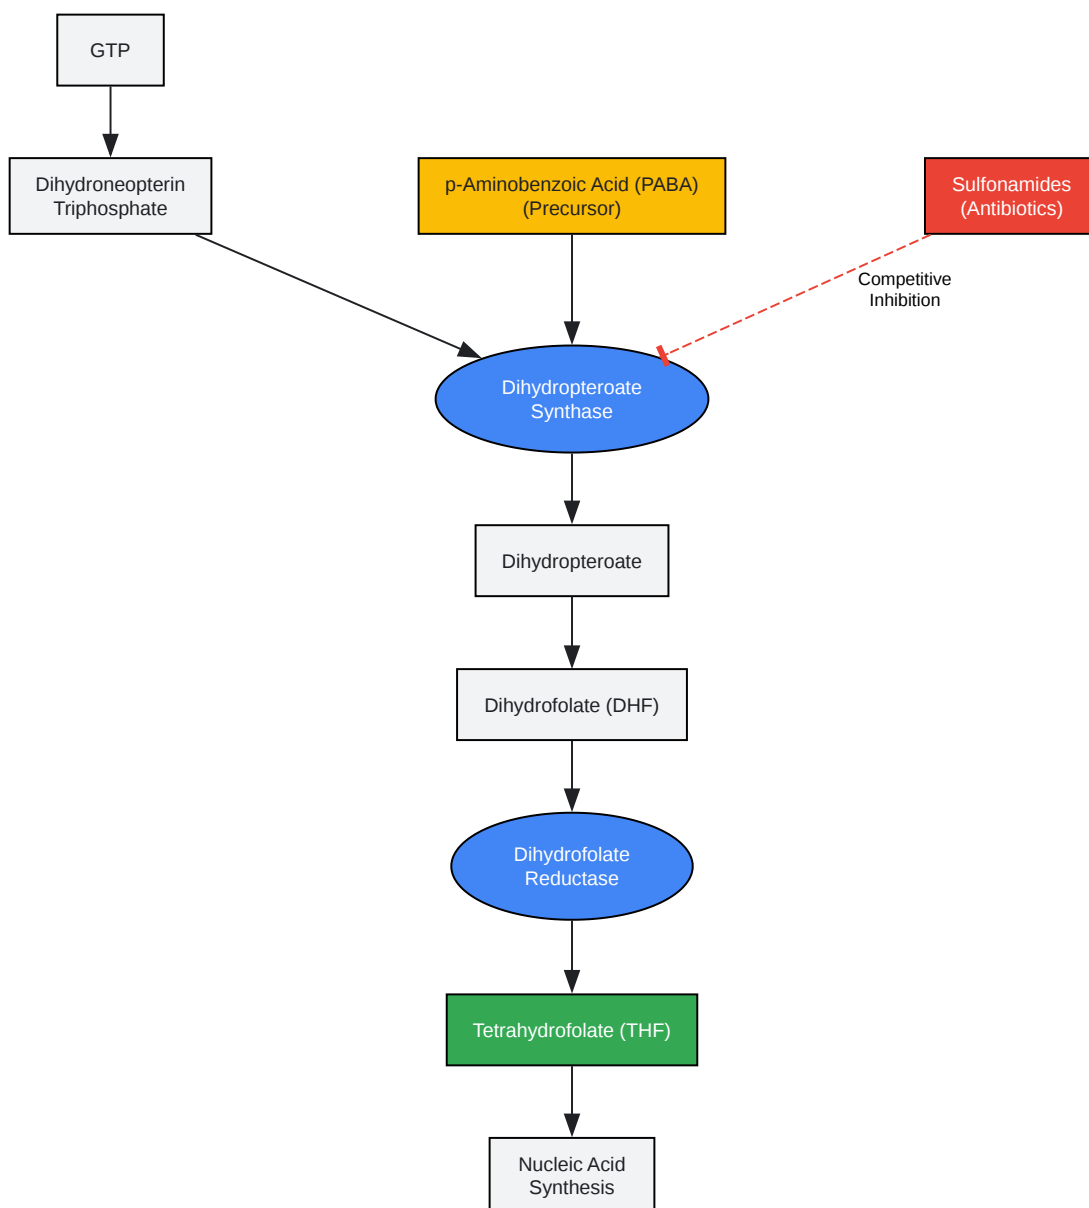 GTP
Dihydroneopterin
Triphosphate
p-Aminobenzoic Acid (PABA)
(Precursor)
Sulfonamides
(Antibiotics)
Competitive
Inhibition
Dihydropteroate
Synthase
Dihydropteroate
Dihydrofolate (DHF)
Dihydrofolate
Reductase
Tetrahydrofolate (THF)
Nucleic Acid
Synthesis